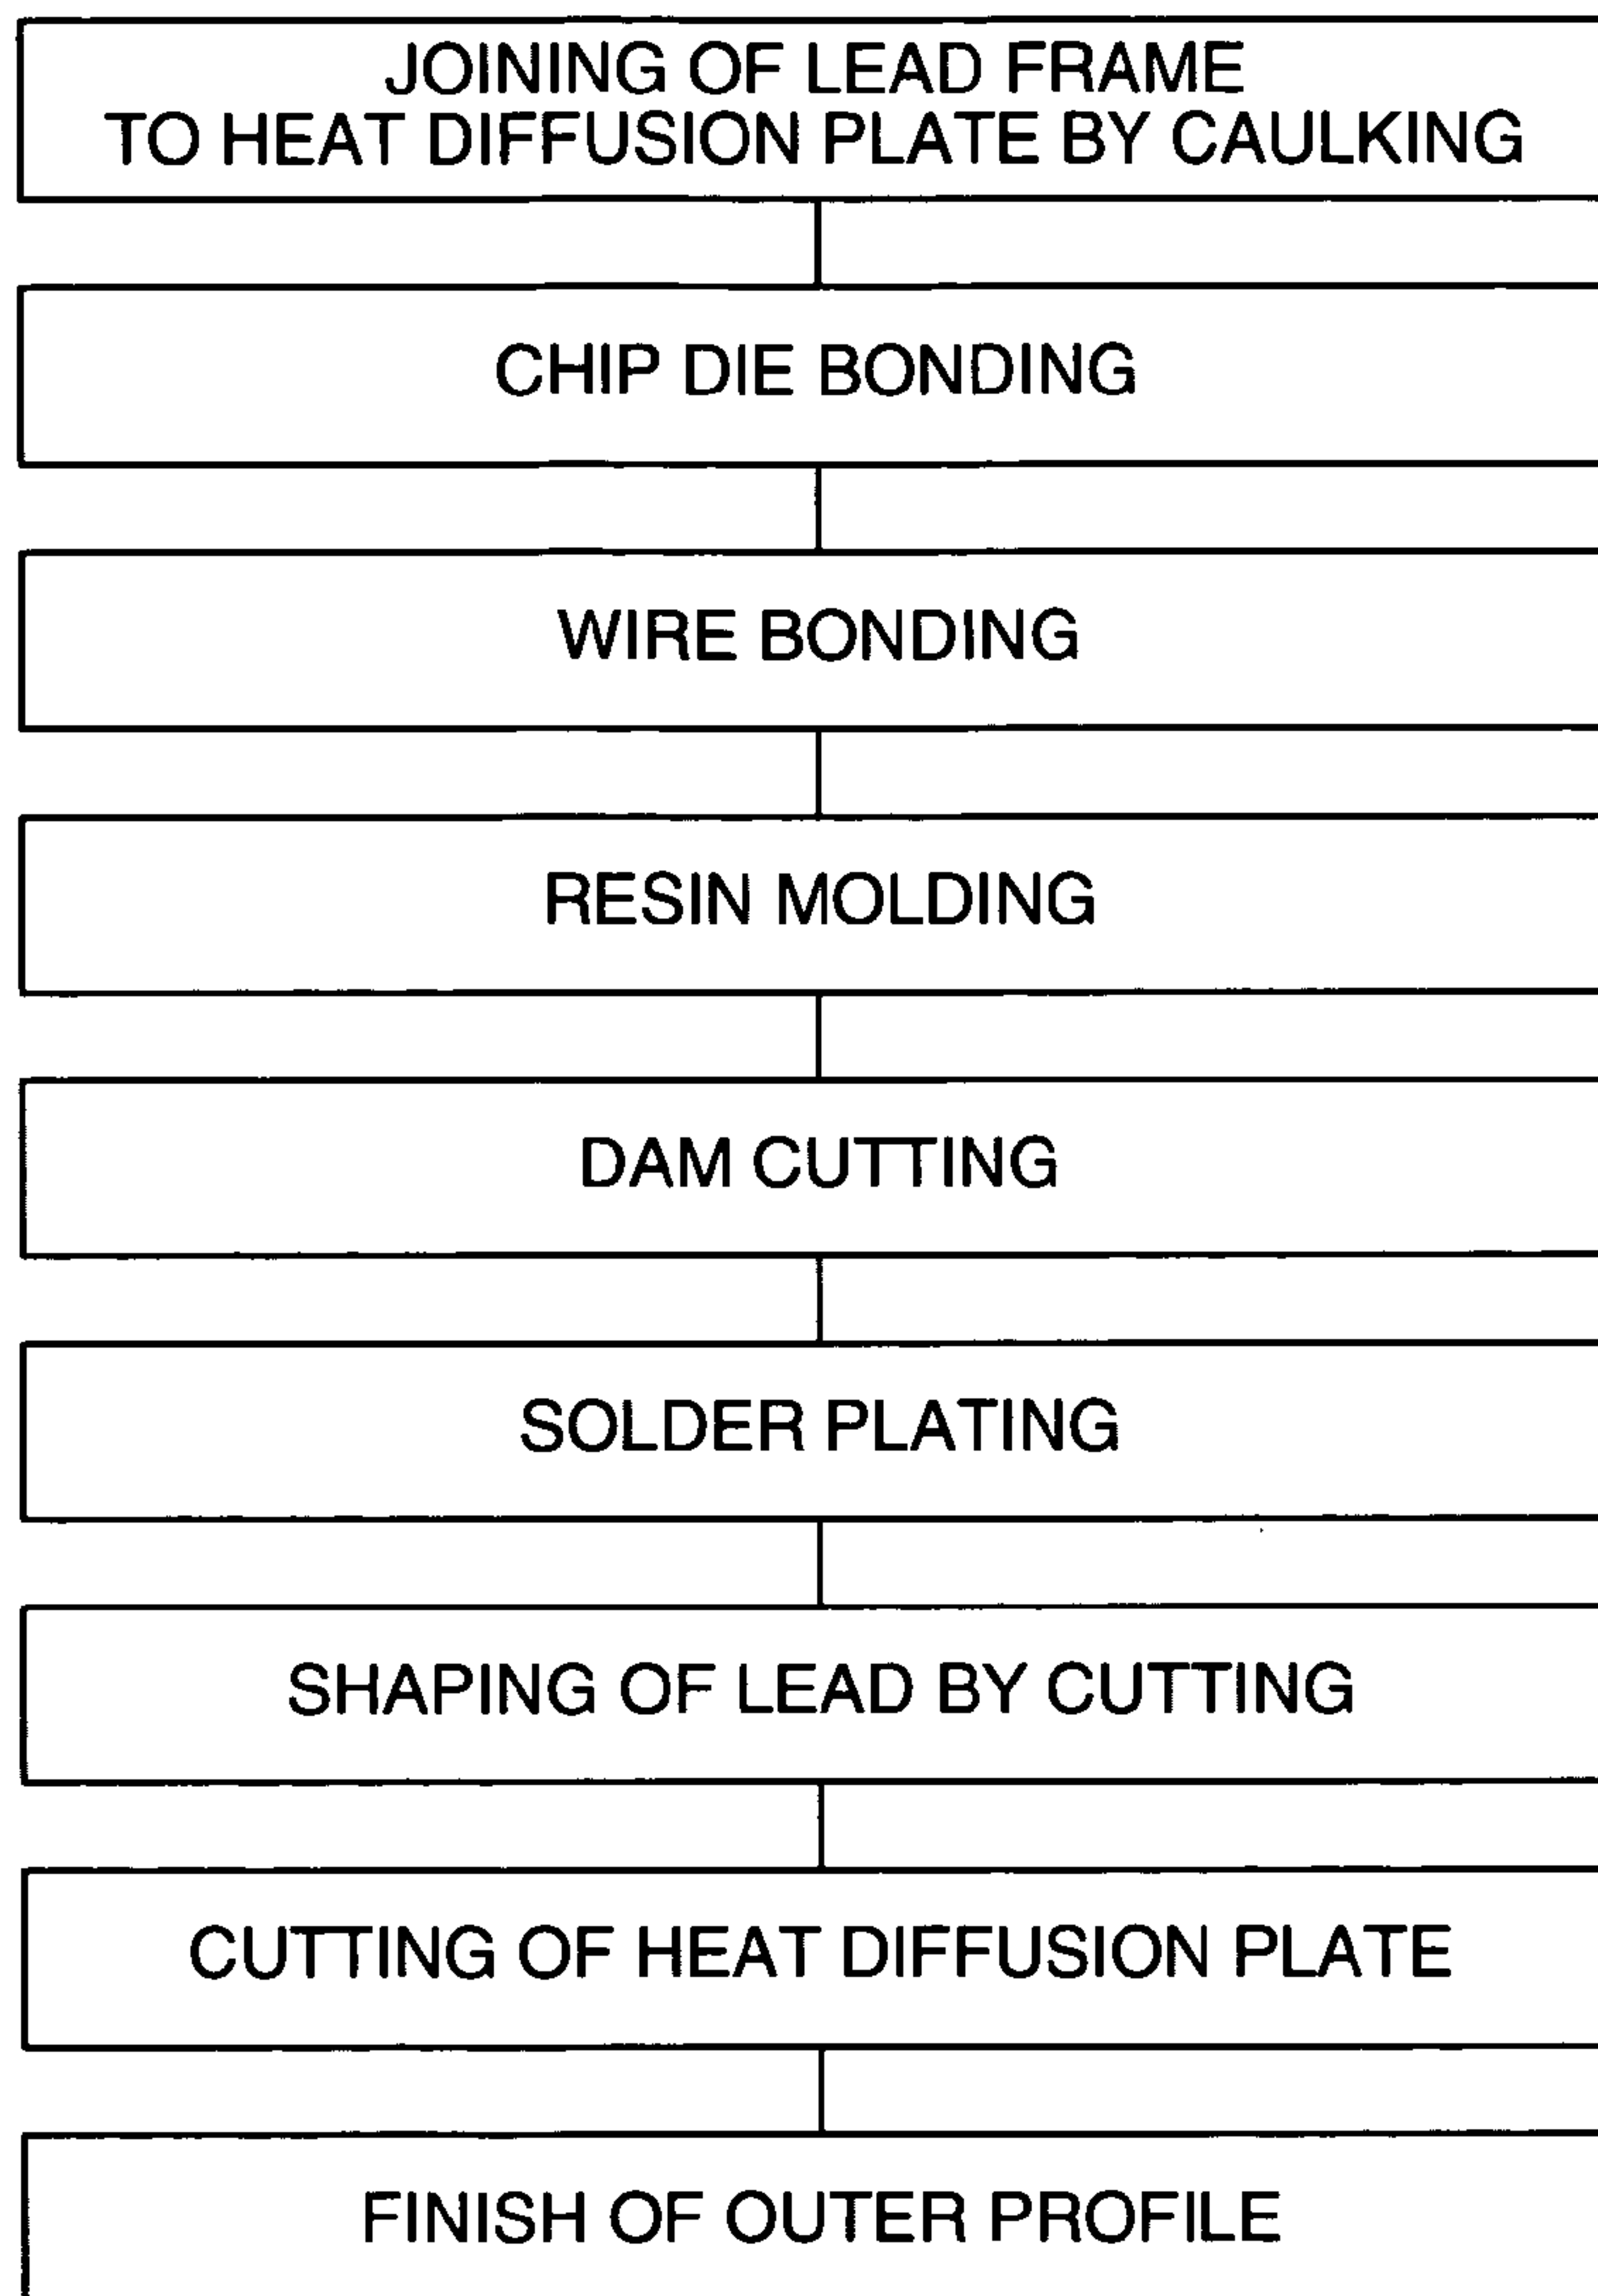 JOINING OF LEAD FRAME
TO HEAT DIFFUSION PLATE BY CAULKING
CHIP DIE BONDING
WIRE BONDING
RESIN MOLDING
DAM CUTTING
SOLDER PLATING
SHAPING OF LEAD BY CUTTING
CUTTING OF HEAT DIFFUSION PLATE
FINISH OF OUTER PROFILE